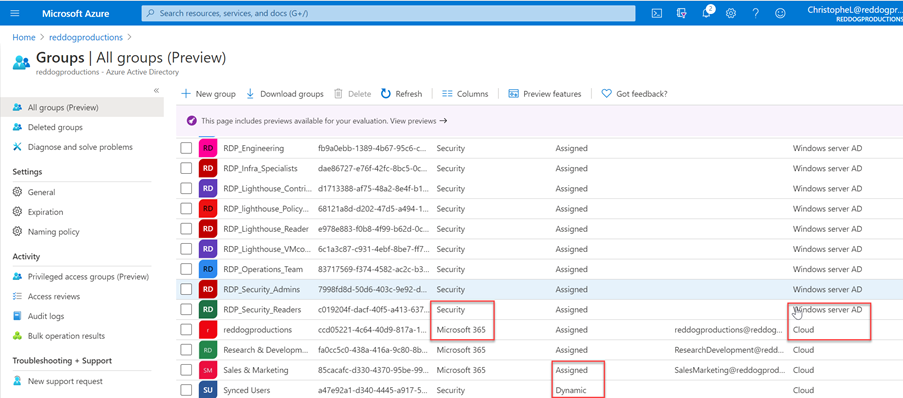 Microsoft Azure
Search resources, services, and docs (G+/)
2
ChristopheL@reddogpr...
REDDOGPRODUCTIONS
Home > reddogproductions >
Groups | All groups (Preview)
reddogproductions - Azure Active Directory
All groups (Preview)
Deleted groups
Diagnose and solve problems
Settings
General
Expiration
Naming policy
Activity
Privileged access groups (Preview)
Access reviews
Audit logs
Bulk operation results
Troubleshooting + Support
New support request
New group Download groups Delete Refresh Columns Preview features Got feedback?
This page includes previews available for your evaluation. View previews →
RD RDP_Engineering fb9a0ebb-1389-4b67-95c6-c... Security Assigned Windows server AD
RD RDP_Infra_Specialists dae86727-e76f-42fc-8bc5-0c... Security Assigned Windows server AD
RD RDP_Lighthouse_Contri... d1713388-af75-48a2-8e4f-b1... Security Assigned Windows server AD
RD RDP_lighthouse_Policy... 68121a8d-d202-47d5-a494-1... Security Assigned Windows server AD
RD RDP_Lighthouse_Reader e978e883-f0b8-4f99-b62d-0c... Security Assigned Windows server AD
RD RDP_Lighthouse_VMco... 6c1a3c87-c931-4ebf-8be7-ff7... Security Assigned Windows server AD
RD RDP_Operations_Team 83717569-f374-4582-ac2c-b3... Security Assigned Windows server AD
RD RDP_Security_Admins 7998fd8d-50d6-403c-9e92-d... Security Assigned Windows server AD
RD RDP_Security_Readers c019204f-dacf-40f5-a413-637... Security Assigned Windows server AD
r reddogproductions ccd05221-4c64-40d9-817a-1... Microsoft 365 Assigned reddogproductions@reddog... Cloud
RD Research & Developm... fa0cc5c0-438a-416a-9c80-8b... Microsoft 365 Assigned ResearchDevelopment@redd... Cloud
SM Sales & Marketing 85cacafc-d330-4370-95be-99... Microsoft 365 Assigned SalesMarketing@reddogpro... Cloud
SU Synced Users a47e92a1-d340-4445-a917-5... Security Dynamic Cloud